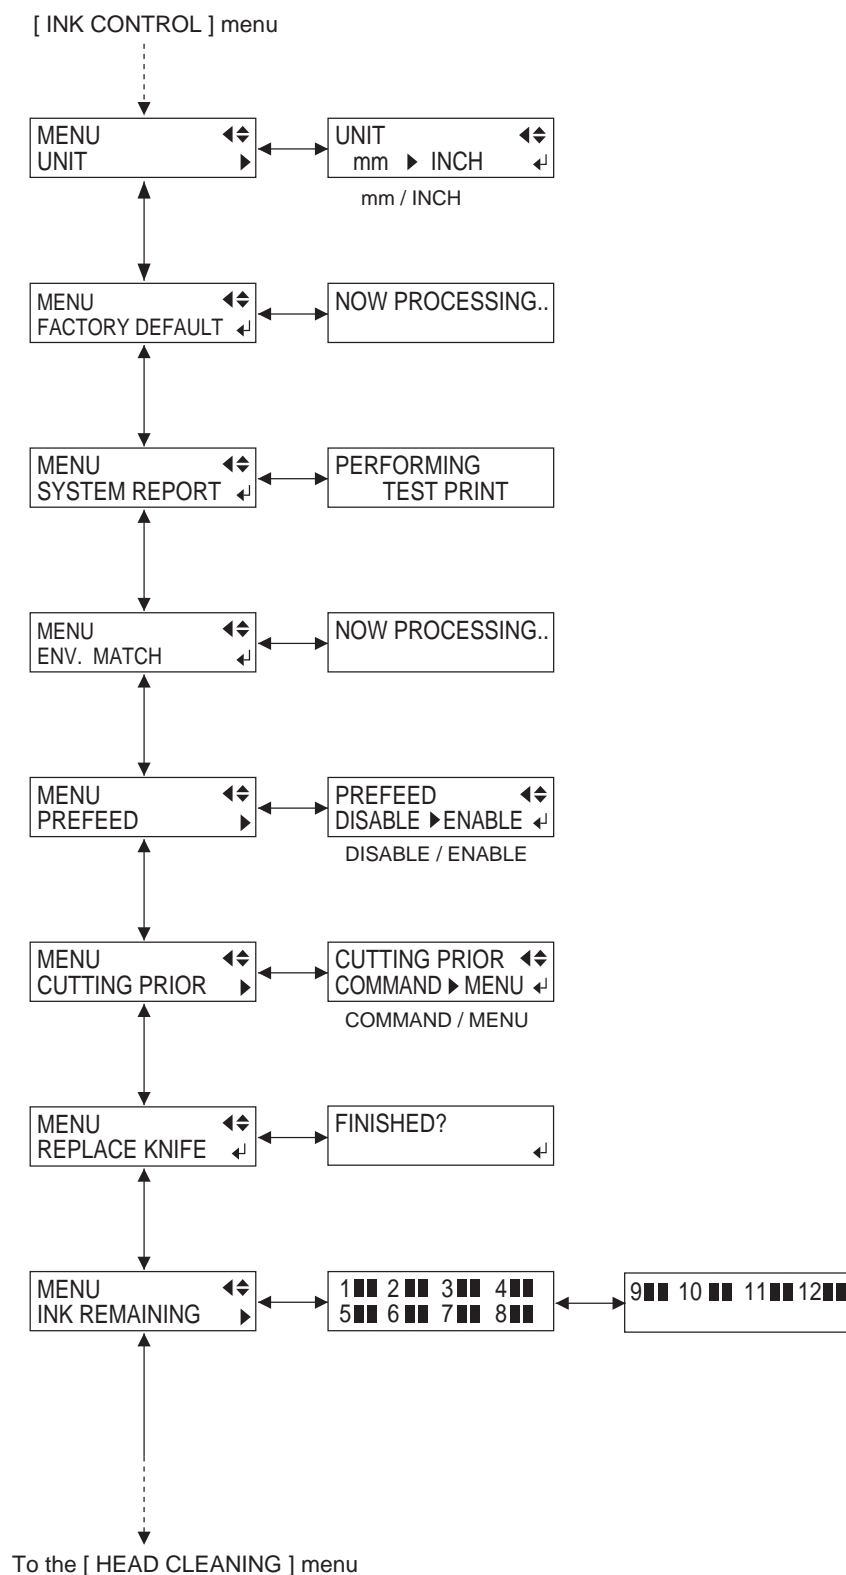 [ INK CONTROL ] menu
MENU
UNIT
UNIT
mm INCH
mm / INCH
MENU
FACTORY DEFAULT
NOW PROCESSING..
MENU
SYSTEM REPORT
PERFORMING
TEST PRINT
MENU
ENV. MATCH
NOW PROCESSING..
MENU
PREFEED
PREFEED
DISABLE ENABLE
DISABLE / ENABLE
MENU
CUTTING PRIOR
CUTTING PRIOR
COMMAND MENU
COMMAND / MENU
MENU
REPLACE KNIFE
FINISHED?
MENU
INK REMAINING
1 2 3 4
5 6 7 8
9 10 11 12
To the [ HEAD CLEANING ] menu